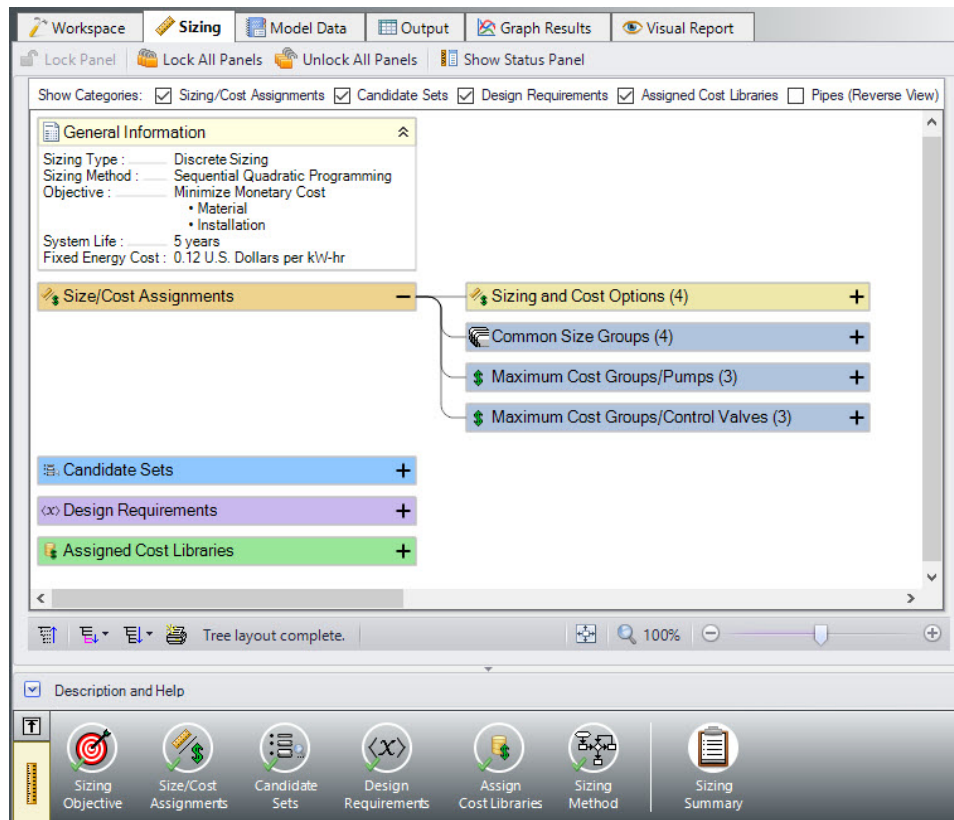 Workspace Sizing Model Data Output Graph Results Visual Report
Lock Panel Lock All Panels Unlock All Panels Show Status Panel
Show Categories: Sizing/Cost Assignments Candidate Sets Design Requirements Assigned Cost Libraries Pipes (Reverse View)
General Information
Sizing Type : Discrete Sizing
Sizing Method : Sequential Quadratic Programming
Objective : Minimize Monetary Cost
• Material
• Installation
System Life : 5 years
Fixed Energy Cost : 0.12 U.S. Dollars per kW-hr
Size/Cost Assignments
Sizing and Cost Options (4)
Common Size Groups (4)
Maximum Cost Groups/Pumps (3)
Maximum Cost Groups/Control Valves (3)
Candidate Sets
<x> Design Requirements
Assigned Cost Libraries
Tree layout complete. 100%
Description and Help
Sizing Objective
Size/Cost Assignments
Candidate Sets
⟨x⟩
Design Requirements
Assign Cost Libraries
Sizing Method
Sizing Summary